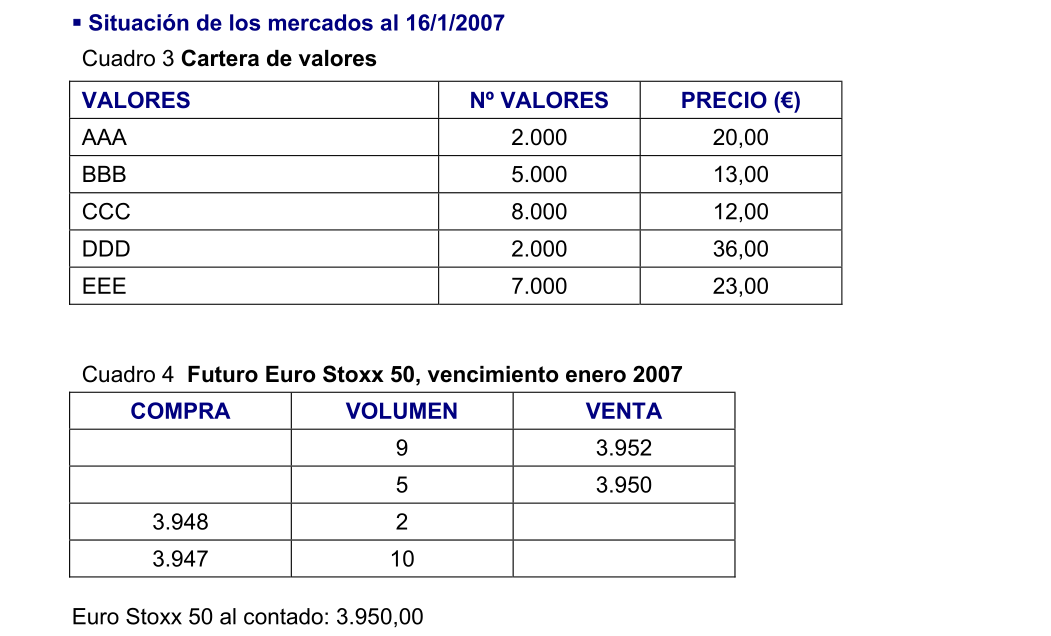 ▪ Situación de los mercados al 16/1/2007
Cuadro 3 Cartera de valores
VALORES Nº VALORES PRECIO (€)
AAA 2.000 20,00
BBB 5.000 13,00
CCC 8.000 12,00
DDD 2.000 36,00
EEE 7.000 23,00
Cuadro 4 Futuro Euro Stoxx 50, vencimiento enero 2007
COMPRA VOLUMEN VENTA
9 3.952
5 3.950
3.948 2
3.947 10
Euro Stoxx 50 al contado: 3.950,00